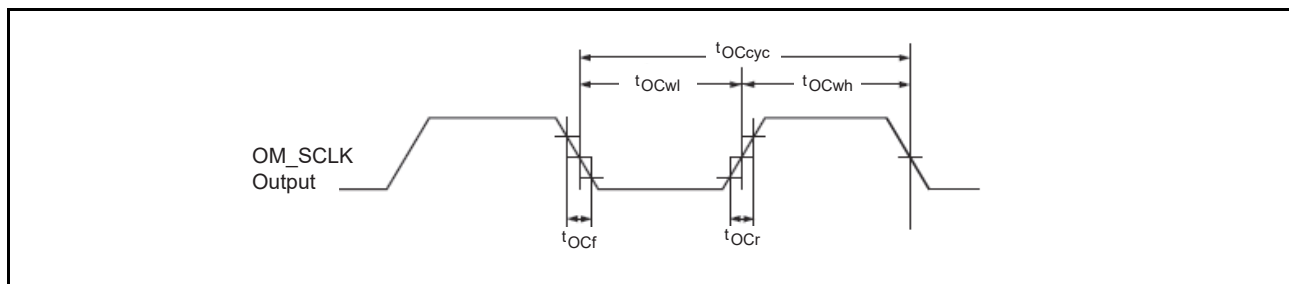 tOCcyc
tOCwl
tOCwh
OM_SCLK
Output
tOCf
tOCr